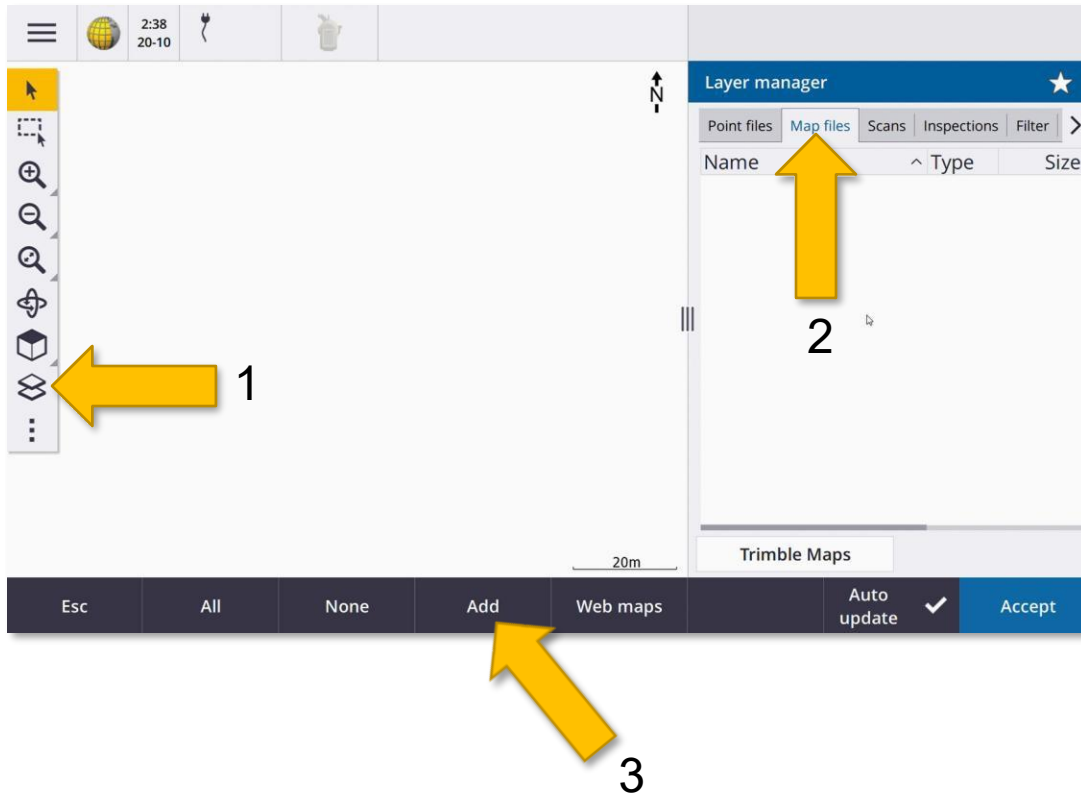 2:38
20-10
N
Layer manager
Point files Map files Scans Inspections Filter
Name Type Size
2
1
20m
Trimble Maps
Esc All None Add Web maps Auto update Accept
3